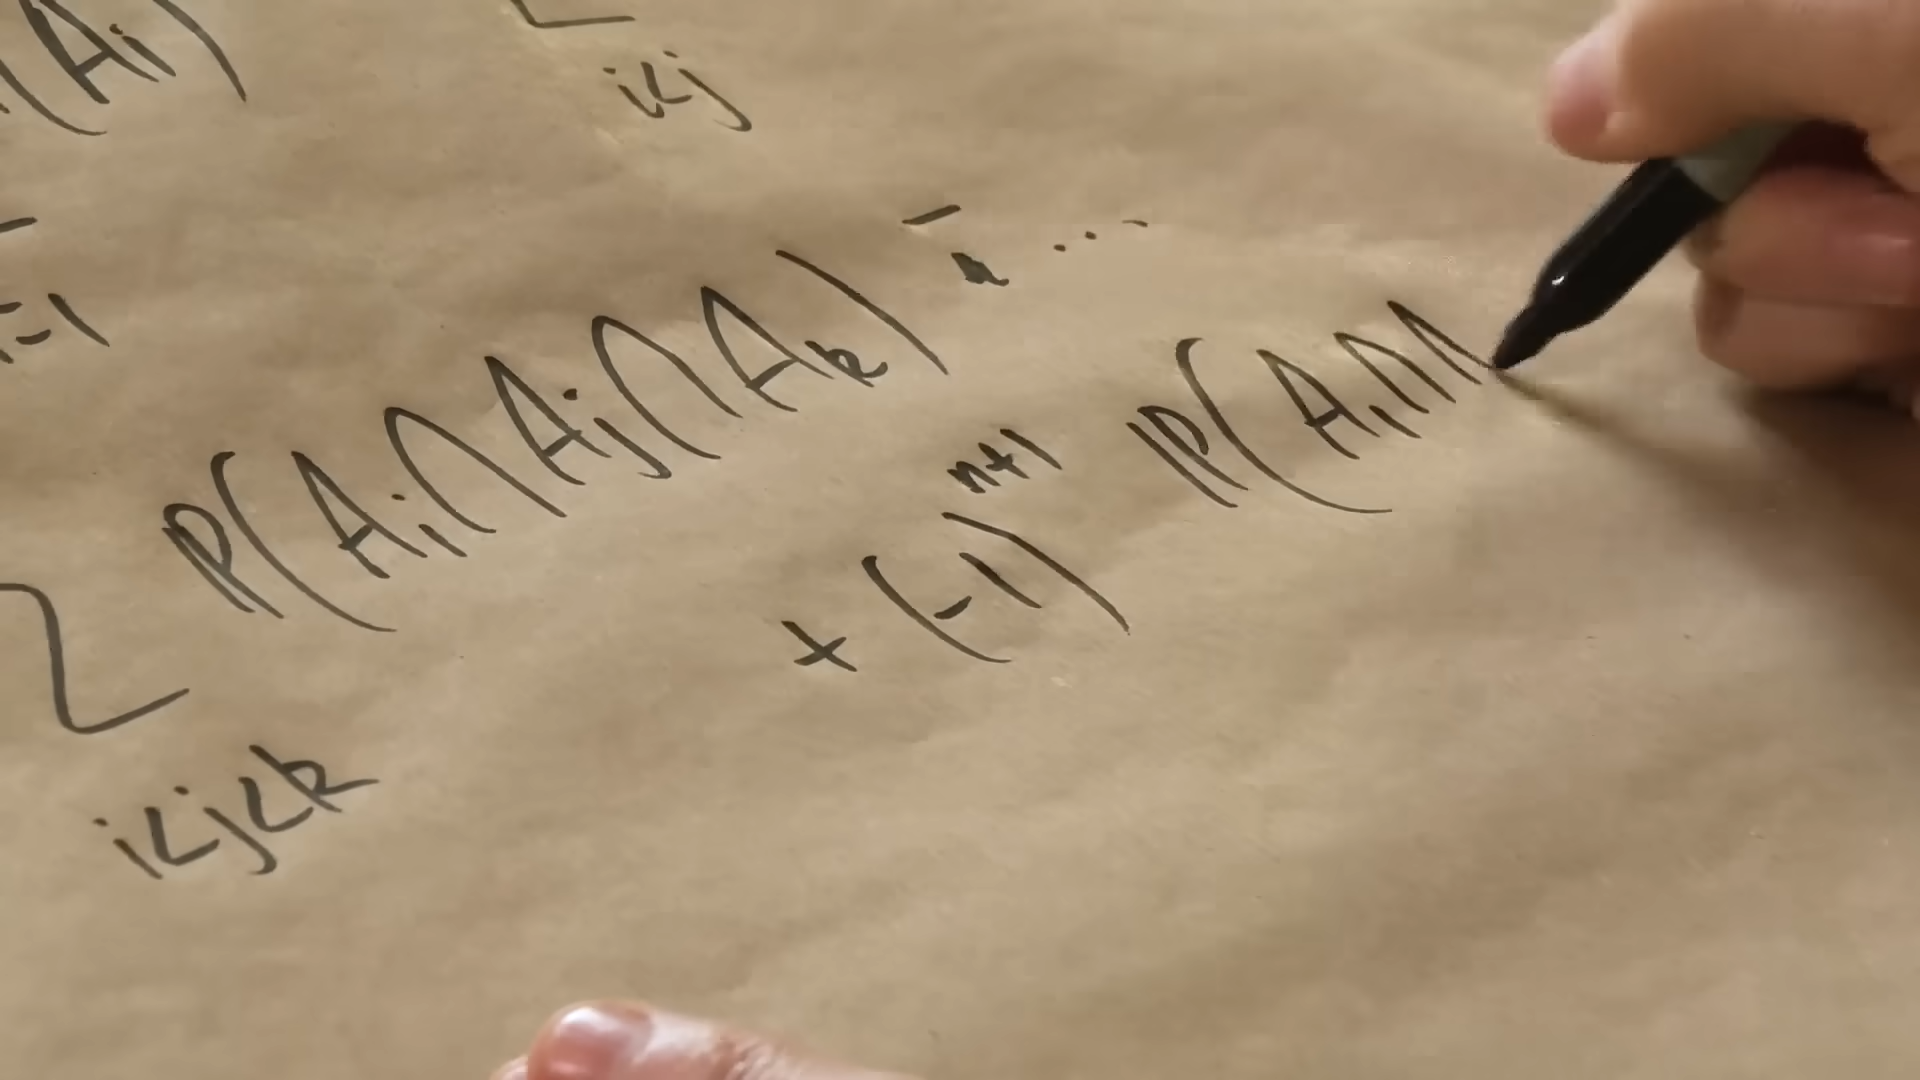 (Ai)
i<j
=1
∑ P(Ai∩Aj∩Ak) - ...
i<j<k
+ (-1)ⁿ⁺¹ P(A₁∩